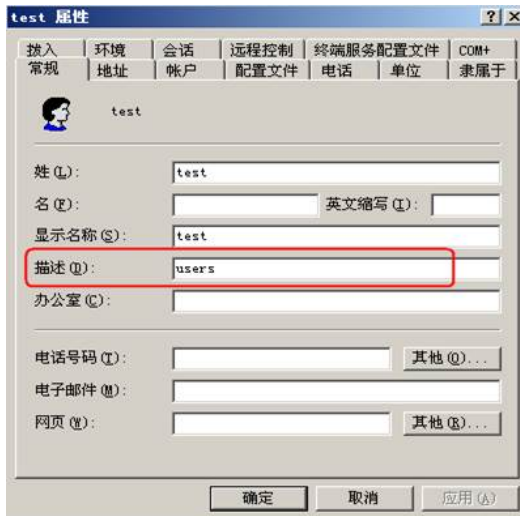 test 属性
拨入 环境 会话 远程控制 终端服务配置文件 COM+
常规 地址 帐户 配置文件 电话 单位 隶属于
test
姓(L): test
名(F): 英文缩写(I):
显示名称(S): test
描述(D): users
办公室(C):
电话号码(T): 其他(O)...
电子邮件(M):
网页(W): 其他(R)...
确定 取消 应用(A)